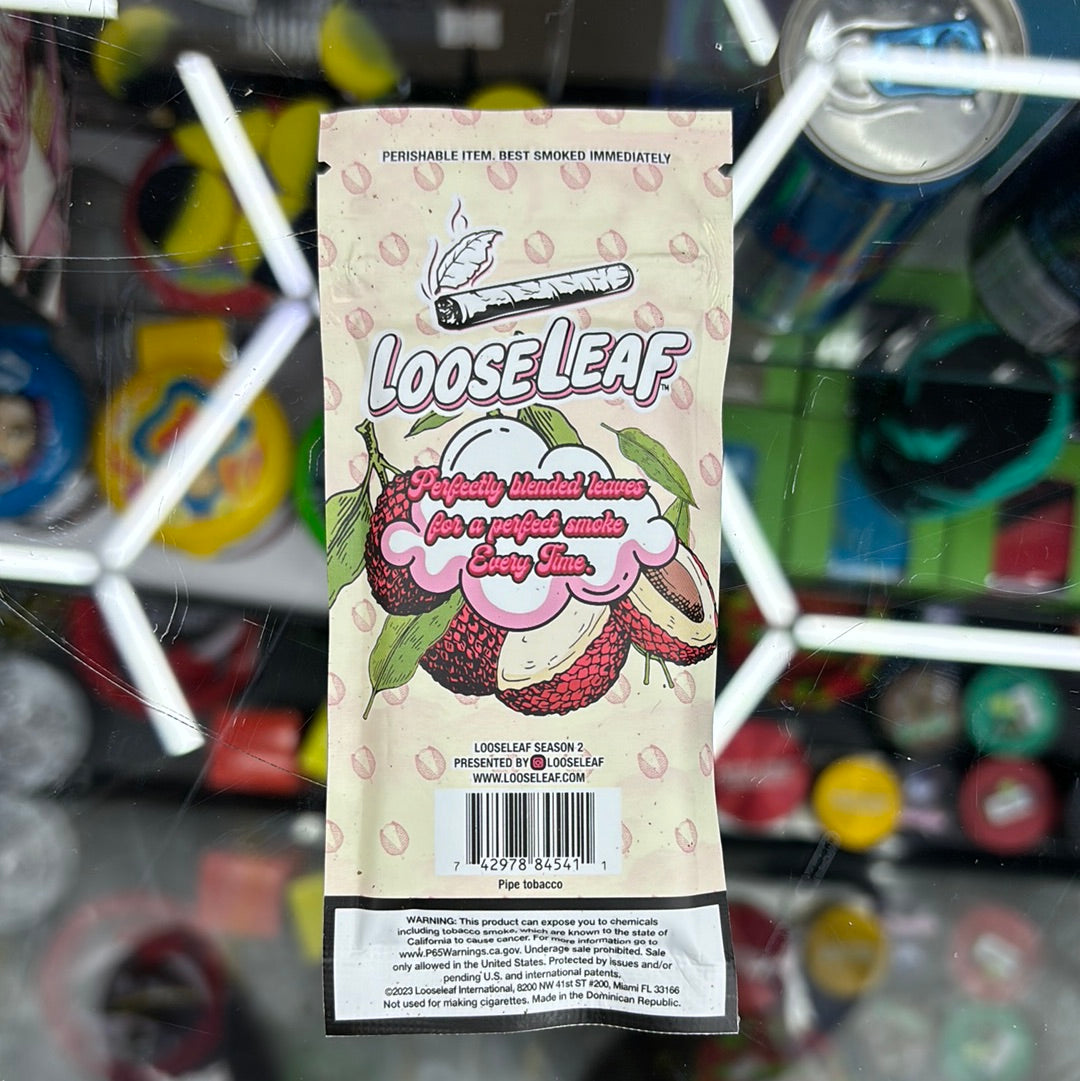 PERISHABLE ITEM. BEST SMOKED IMMEDIATELY
LOOSELEAF™
Perfectly blended leaves
for a perfect smoke
Every Time.
LOOSELEAF SEASON 2
PRESENTED BY LOOSELEAF
WWW.LOOSELEAF.COM
7 42978 84541 1
Pipe tobacco
WARNING: This product can expose you to chemicals
including tobacco smoke, which are known to the state of
California to cause cancer. For more information go to
www.P65Warnings.ca.gov. Underage sale prohibited. Sale
only allowed in the United States. Protected by issues and/or
pending U.S. and international patents.
©2023 Looseleaf International, 8200 NW 41st ST #200, Miami FL 33166
Not used for making cigarettes. Made in the Dominican Republic.